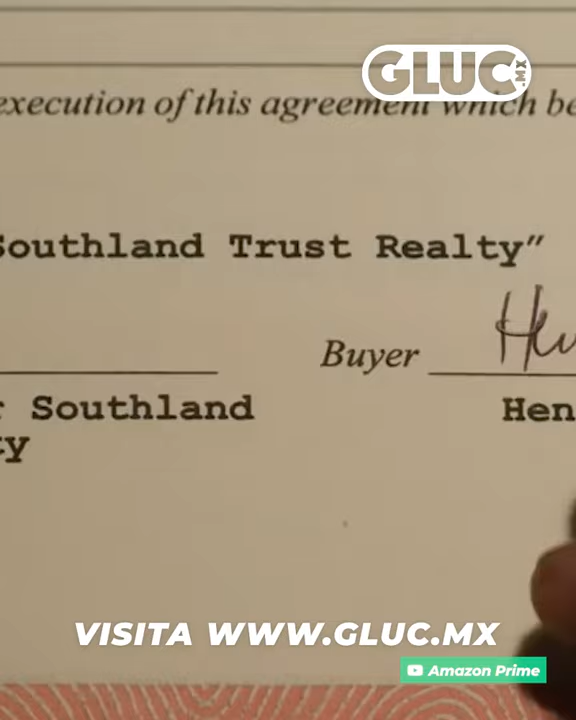 GLUC.MX
execution of this agreement which be
Southland Trust Realty”
Buyer Hen
Southland Hen
VISITA WWW.GLUC.MX
Amazon Prime